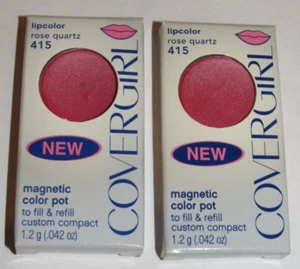 lipcolor
rose quartz
415
COVERGIRL
NEW
magnetic
color pot
to fill & refill
custom compact
1.2 g (.042 oz)
lipcolor
rose quartz
415
COVERGIRL
NEW
magnetic
color pot
to fill & refill
custom compact
1.2 g (.042 oz)